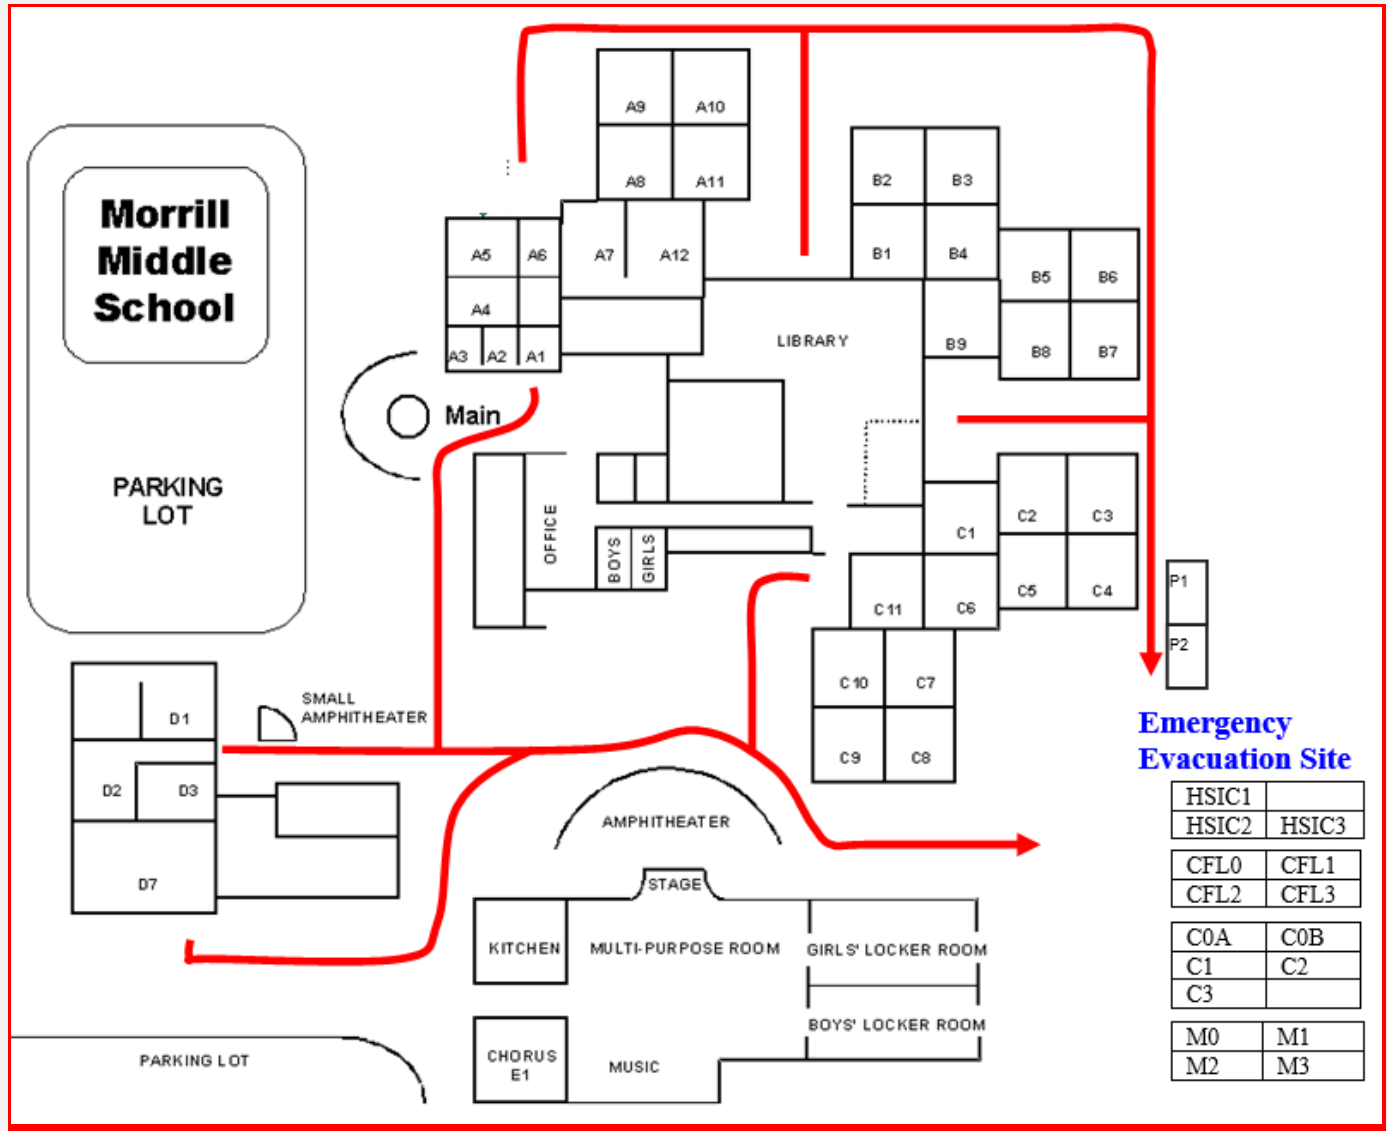 Morrill
Middle
School
PARKING
LOT
A9 A10
A8 A11
A5 A6 A7 A12
A4
A3 A2 A1
Main
B2 B3
B1 B4
B5 B6
B9 B8 B7
LIBRARY
OFFICE
BOYS
GIRLS
C1 C2 C3
C11 C6 C5 C4
C10 C7
C9 C8
P1
P2
D1
D2 D3
D7
SMALL
AMPHITHEATER
AMPHITHEATER
STAGE
KITCHEN
MULTI-PURPOSE ROOM
GIRLS' LOCKER ROOM
BOYS' LOCKER ROOM
CHORUS
E1
MUSIC
PARKING LOT
Emergency
Evacuation Site
HSIC1
HSIC2 HSIC3
CFL0 CFL1
CFL2 CFL3
C0A C0B
C1 C2
C3
M0 M1
M2 M3